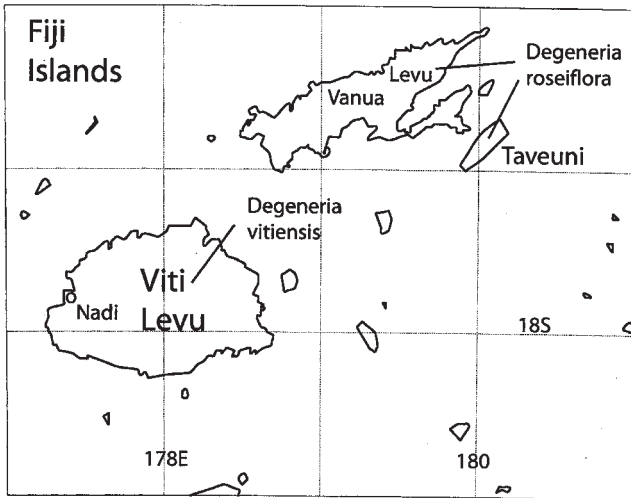 Fiji
Islands
Degeneria
roseiflora
Levu
Vanua
Taveuni
Degeneria
vitiensis
Viti
Levu
Nadi
18S
178E
180